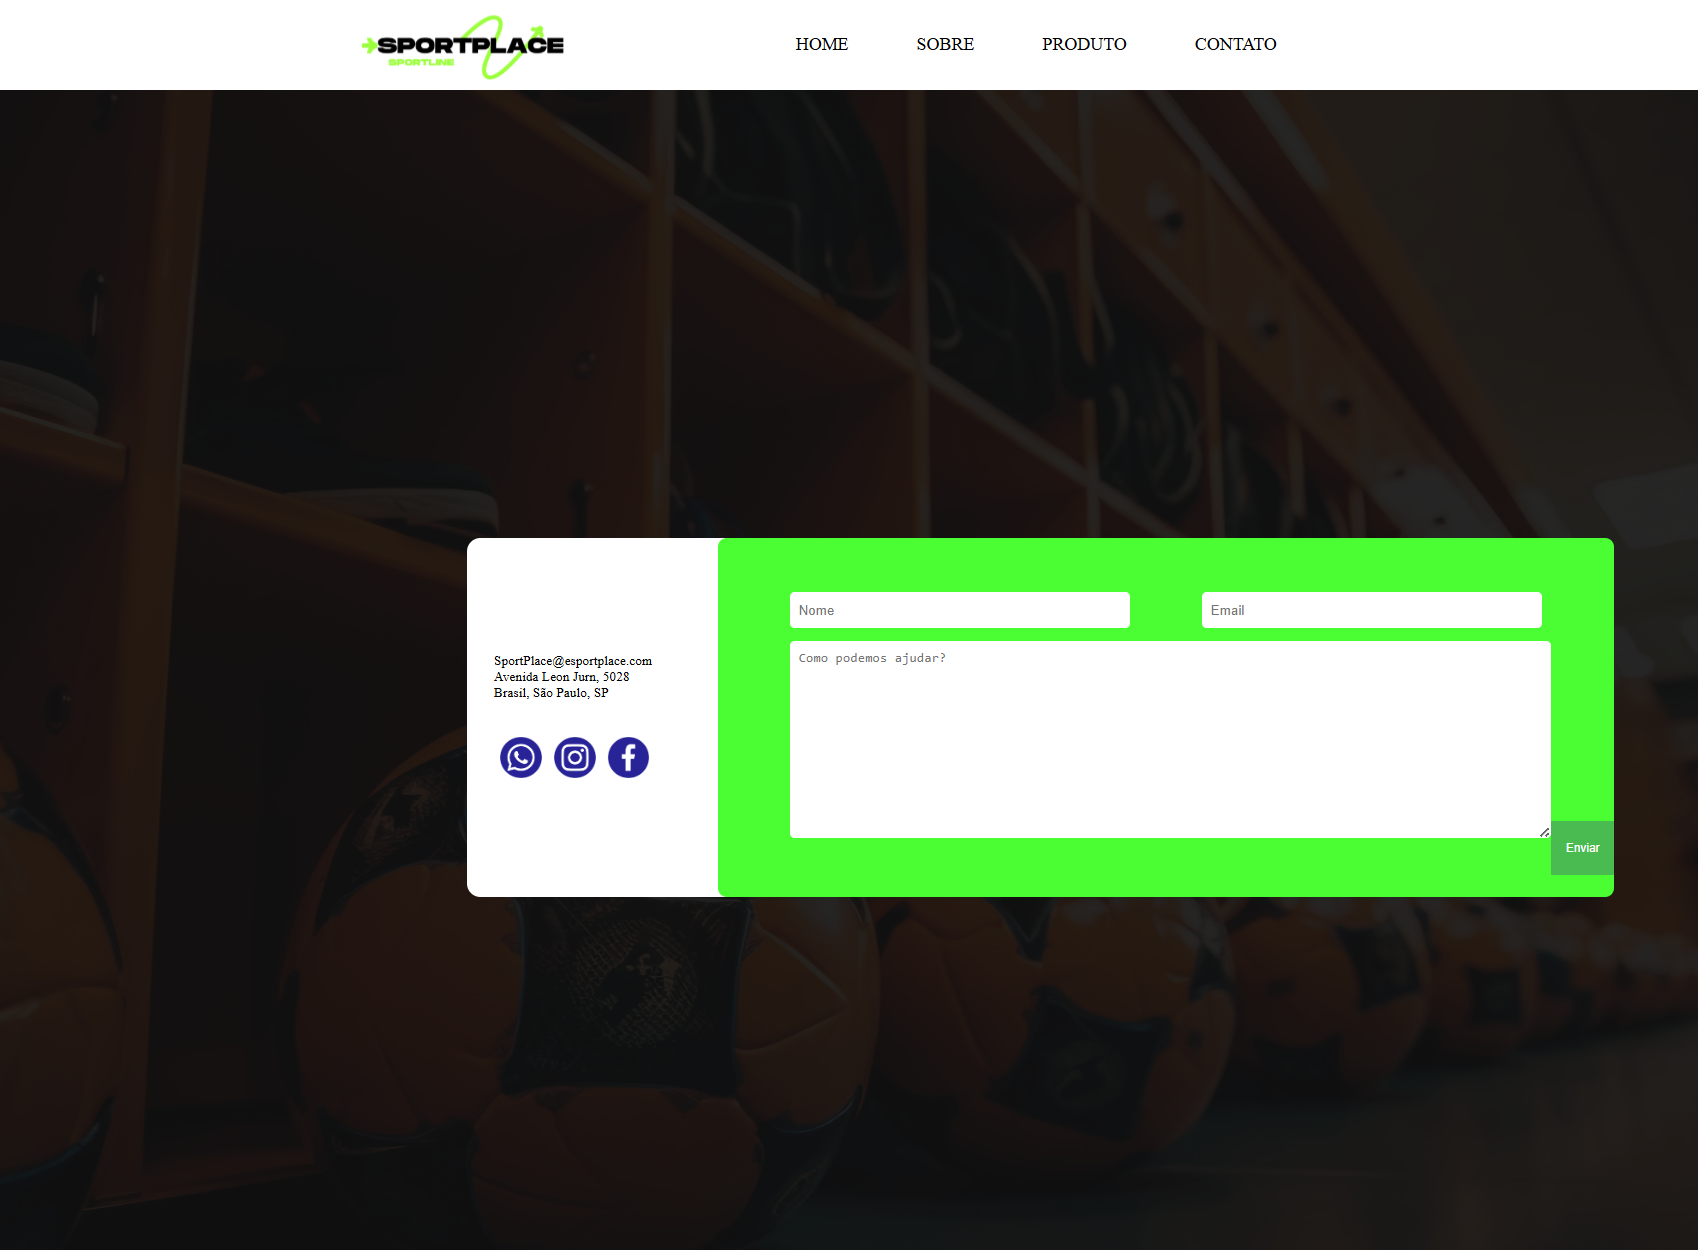 SPORTPLACE
SPORTLINE
HOME
SOBRE
PRODUTO
CONTATO
SportPlace@esportplace.com
Avenida Leon Jurn, 5028
Brasil, São Paulo, SP
Nome
Email
Como podemos ajudar?
Enviar